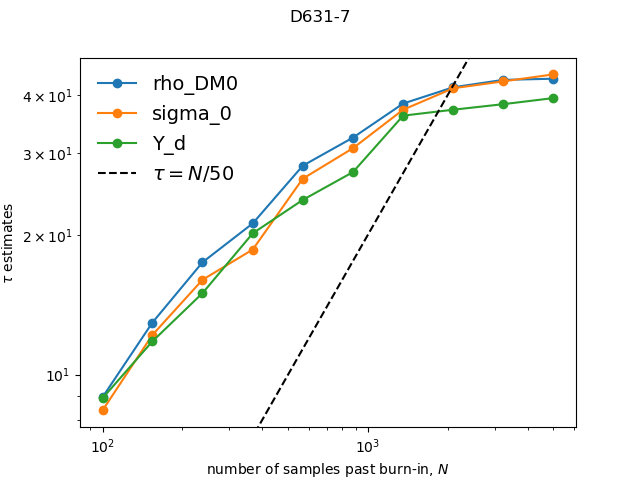 D631-7
rho_DM0
sigma_0
Y_d
τ = N/50
τ estimates
4 × 10¹
3 × 10¹
2 × 10¹
10¹
10²
10³
number of samples past burn-in, N